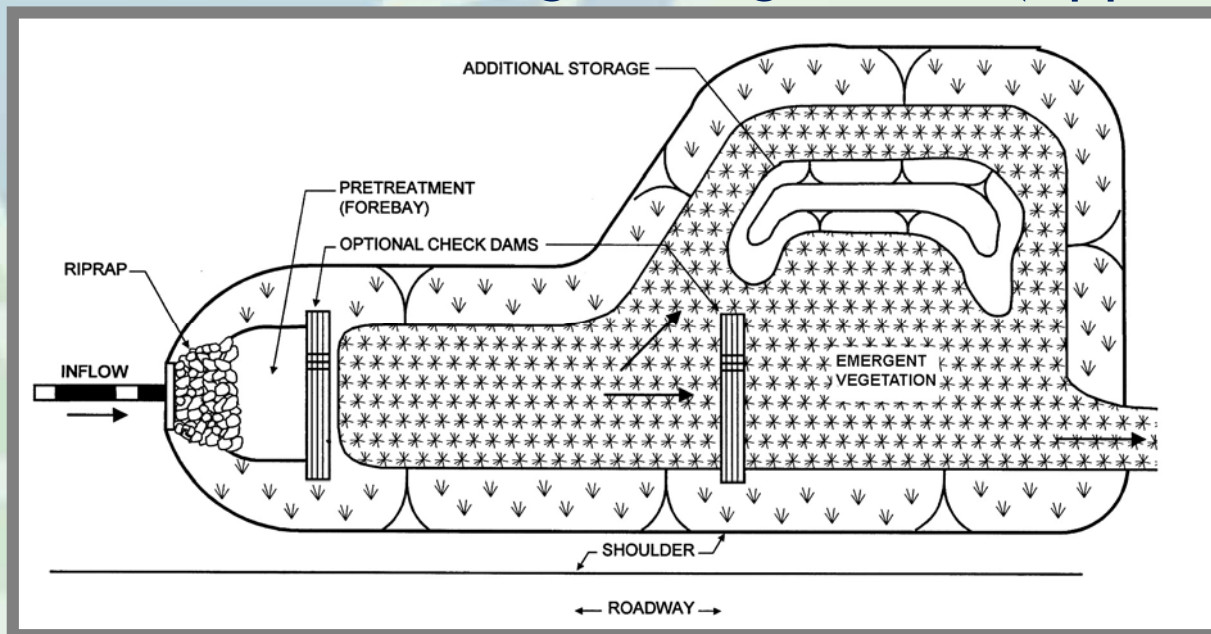 ADDITIONAL STORAGE
PRETREATMENT
(FOREBAY)
OPTIONAL CHECK DAMS
RIPRAP
INFLOW
EMERGENT
VEGETATION
SHOULDER
ROADWAY